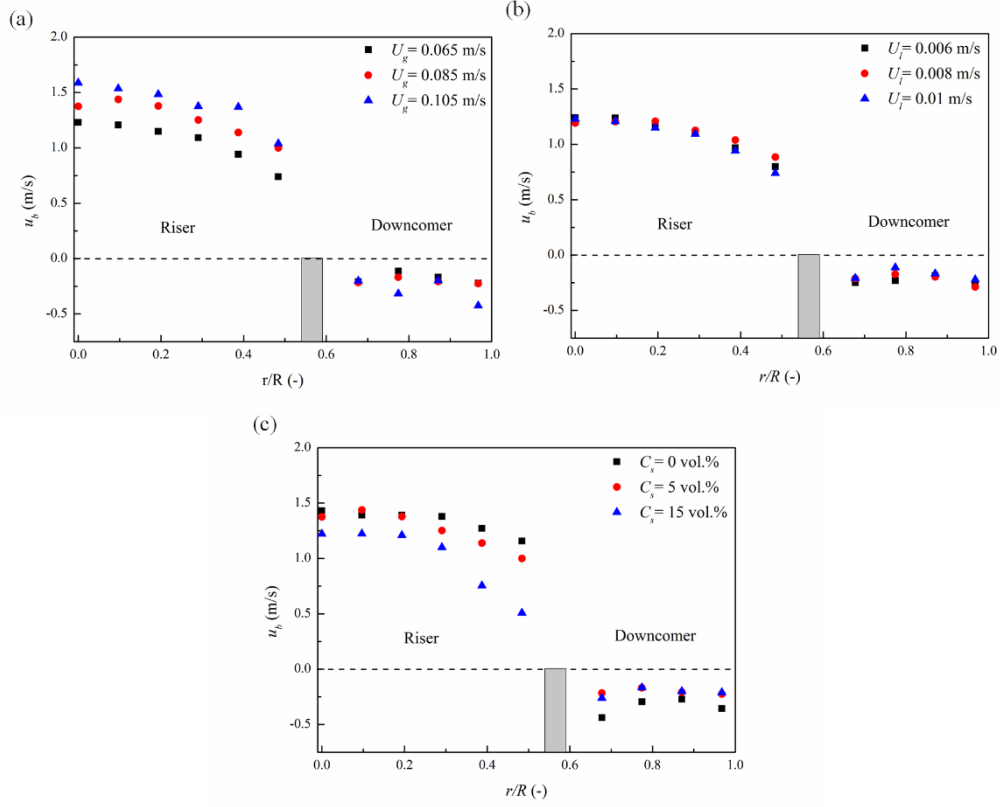 (a)
2.0
1.5
1.0
0.5
0.0
-0.5
u_b (m/s)
U_g = 0.065 m/s
U_g = 0.085 m/s
U_g = 0.105 m/s
Riser
Downcomer
0.0 0.2 0.4 0.6 0.8 1.0
r/R (-)
(b)
2.0
1.5
1.0
0.5
0.0
-0.5
u_b (m/s)
U_l = 0.006 m/s
U_l = 0.008 m/s
U_l = 0.01 m/s
Riser
Downcomer
0.0 0.2 0.4 0.6 0.8 1.0
r/R (-)
(c)
2.0
1.5
1.0
0.5
0.0
-0.5
u_b (m/s)
C_s = 0 vol.%
C_s = 5 vol.%
C_s = 15 vol.%
Riser
Downcomer
0.0 0.2 0.4 0.6 0.8 1.0
r/R (-)